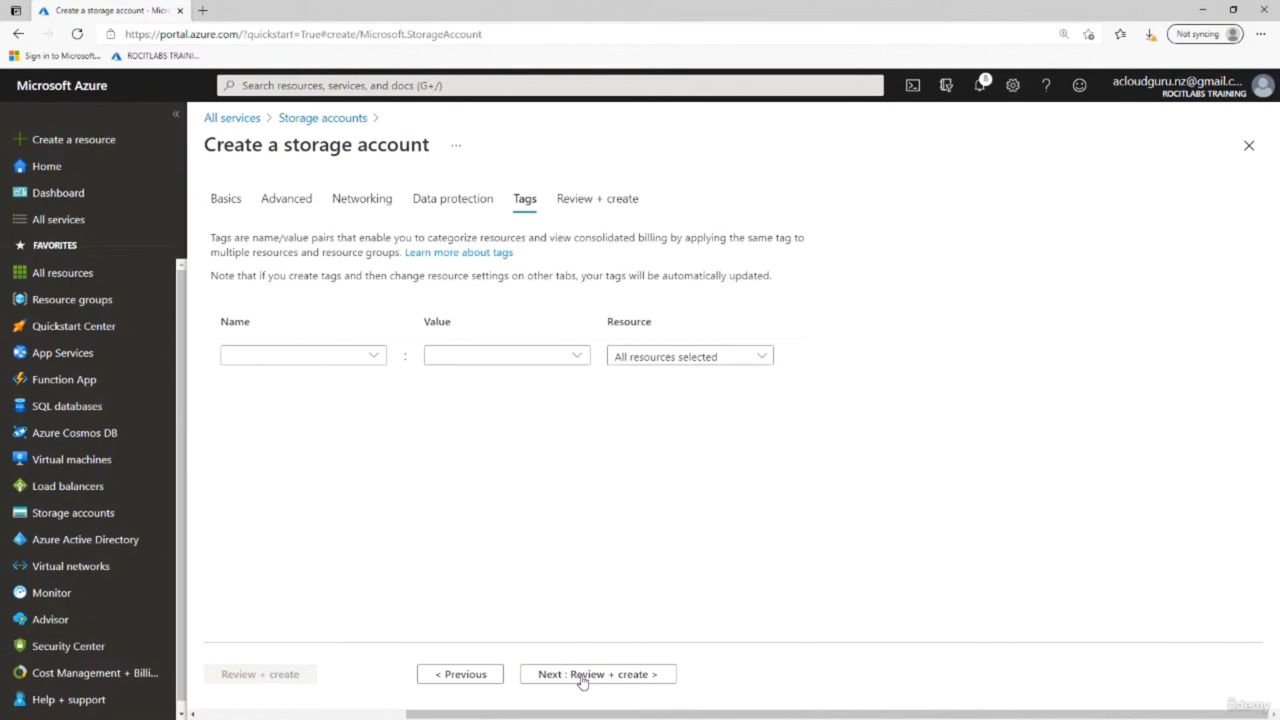 Create a storage account - Micr
https://portal.azure.com/?quickstart=True#create/Microsoft.StorageAccount
Not syncing
Sign in to Microsoft...
ROCITLABS TRAINI...
Microsoft Azure
Search resources, services, and docs (G+/)
8
acloudguru.nz@gmail.c...
ROCITLABS TRAINING
«
Create a resource
Home
Dashboard
All services
FAVORITES
All resources
Resource groups
Quickstart Center
App Services
Function App
SQL databases
Azure Cosmos DB
Virtual machines
Load balancers
Storage accounts
Azure Active Directory
Virtual networks
Monitor
Advisor
Security Center
Cost Management + Billi...
Help + support
All services > Storage accounts >
Create a storage account ...
Basics Advanced Networking Data protection Tags Review + create
Tags are name/value pairs that enable you to categorize resources and view consolidated billing by applying the same tag to
multiple resources and resource groups. Learn more about tags
Note that if you create tags and then change resource settings on other tabs, your tags will be automatically updated.
Name Value Resource
: All resources selected
Review + create < Previous Next : Review + create >
Udemy